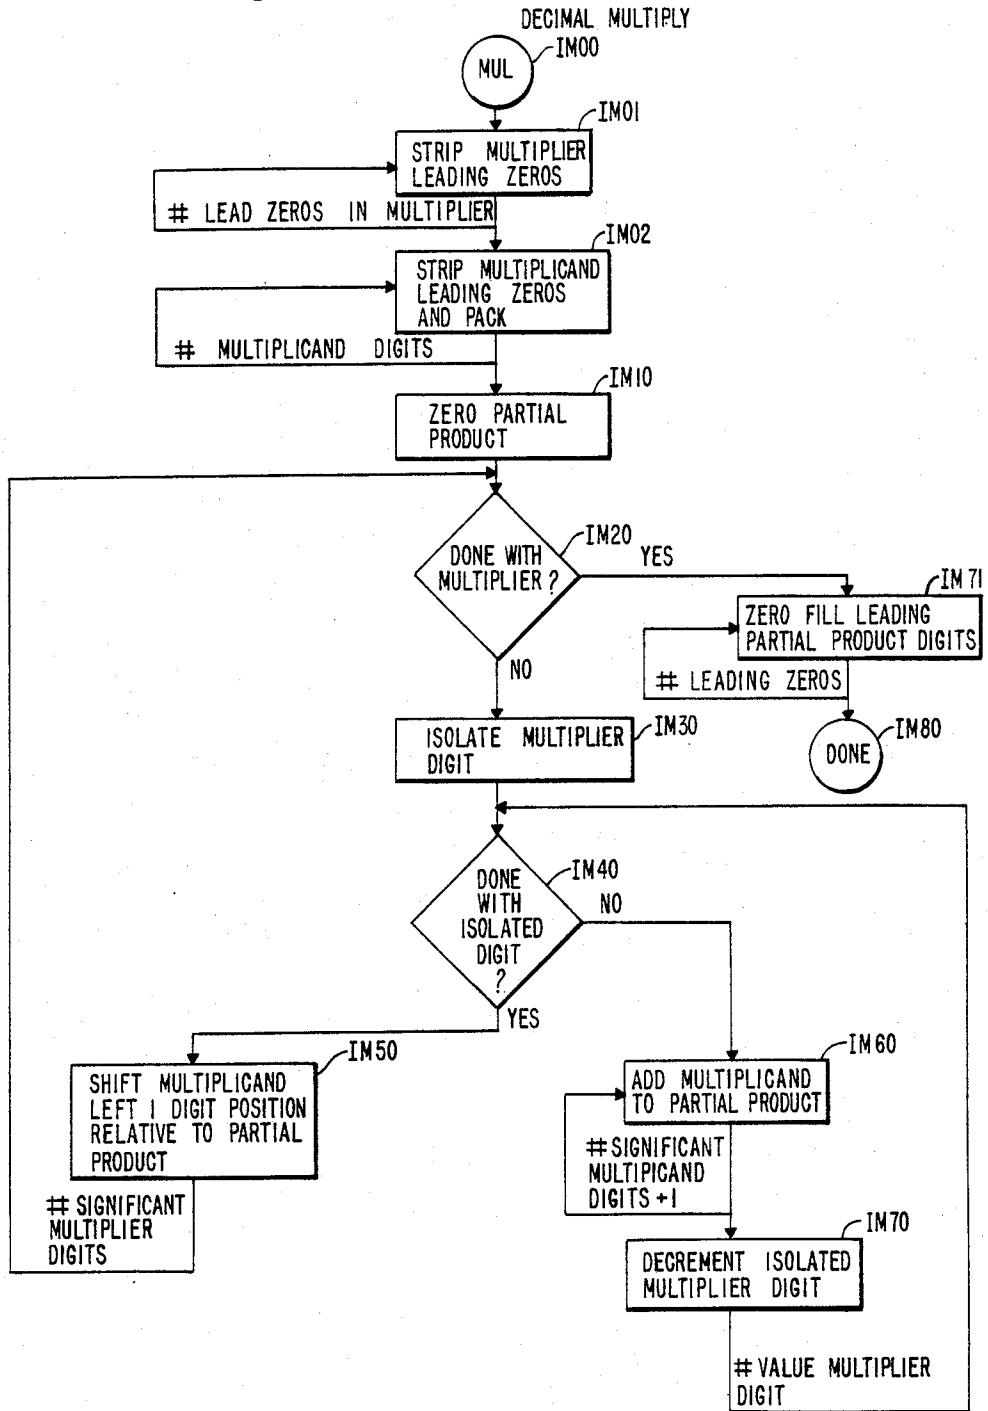 DECIMAL MULTIPLY
IM00
MUL
IM01
STRIP MULTIPLIER
LEADING ZEROS
# LEAD ZEROS IN MULTIPLIER
IM02
STRIP MULTIPLICAND
LEADING ZEROS
AND PACK
# MULTIPLICAND DIGITS
IM10
ZERO PARTIAL
PRODUCT
IM20
DONE WITH
MULTIPLIER ?
YES
IM71
ZERO FILL LEADING
PARTIAL PRODUCT DIGITS
# LEADING ZEROS
NO
IM80
DONE
IM30
ISOLATE MULTIPLIER
DIGIT
IM40
DONE
WITH
ISOLATED
DIGIT
?
NO
YES
IM50
SHIFT MULTIPLICAND
LEFT 1 DIGIT POSITION
RELATIVE TO PARTIAL
PRODUCT
# SIGNIFICANT
MULTIPLIER
DIGITS
IM60
ADD MULTIPLICAND
TO PARTIAL PRODUCT
# SIGNIFICANT
MULTIPICAND
DIGITS +1
IM70
DECREMENT ISOLATED
MULTIPLIER DIGIT
# VALUE MULTIPLIER
DIGIT